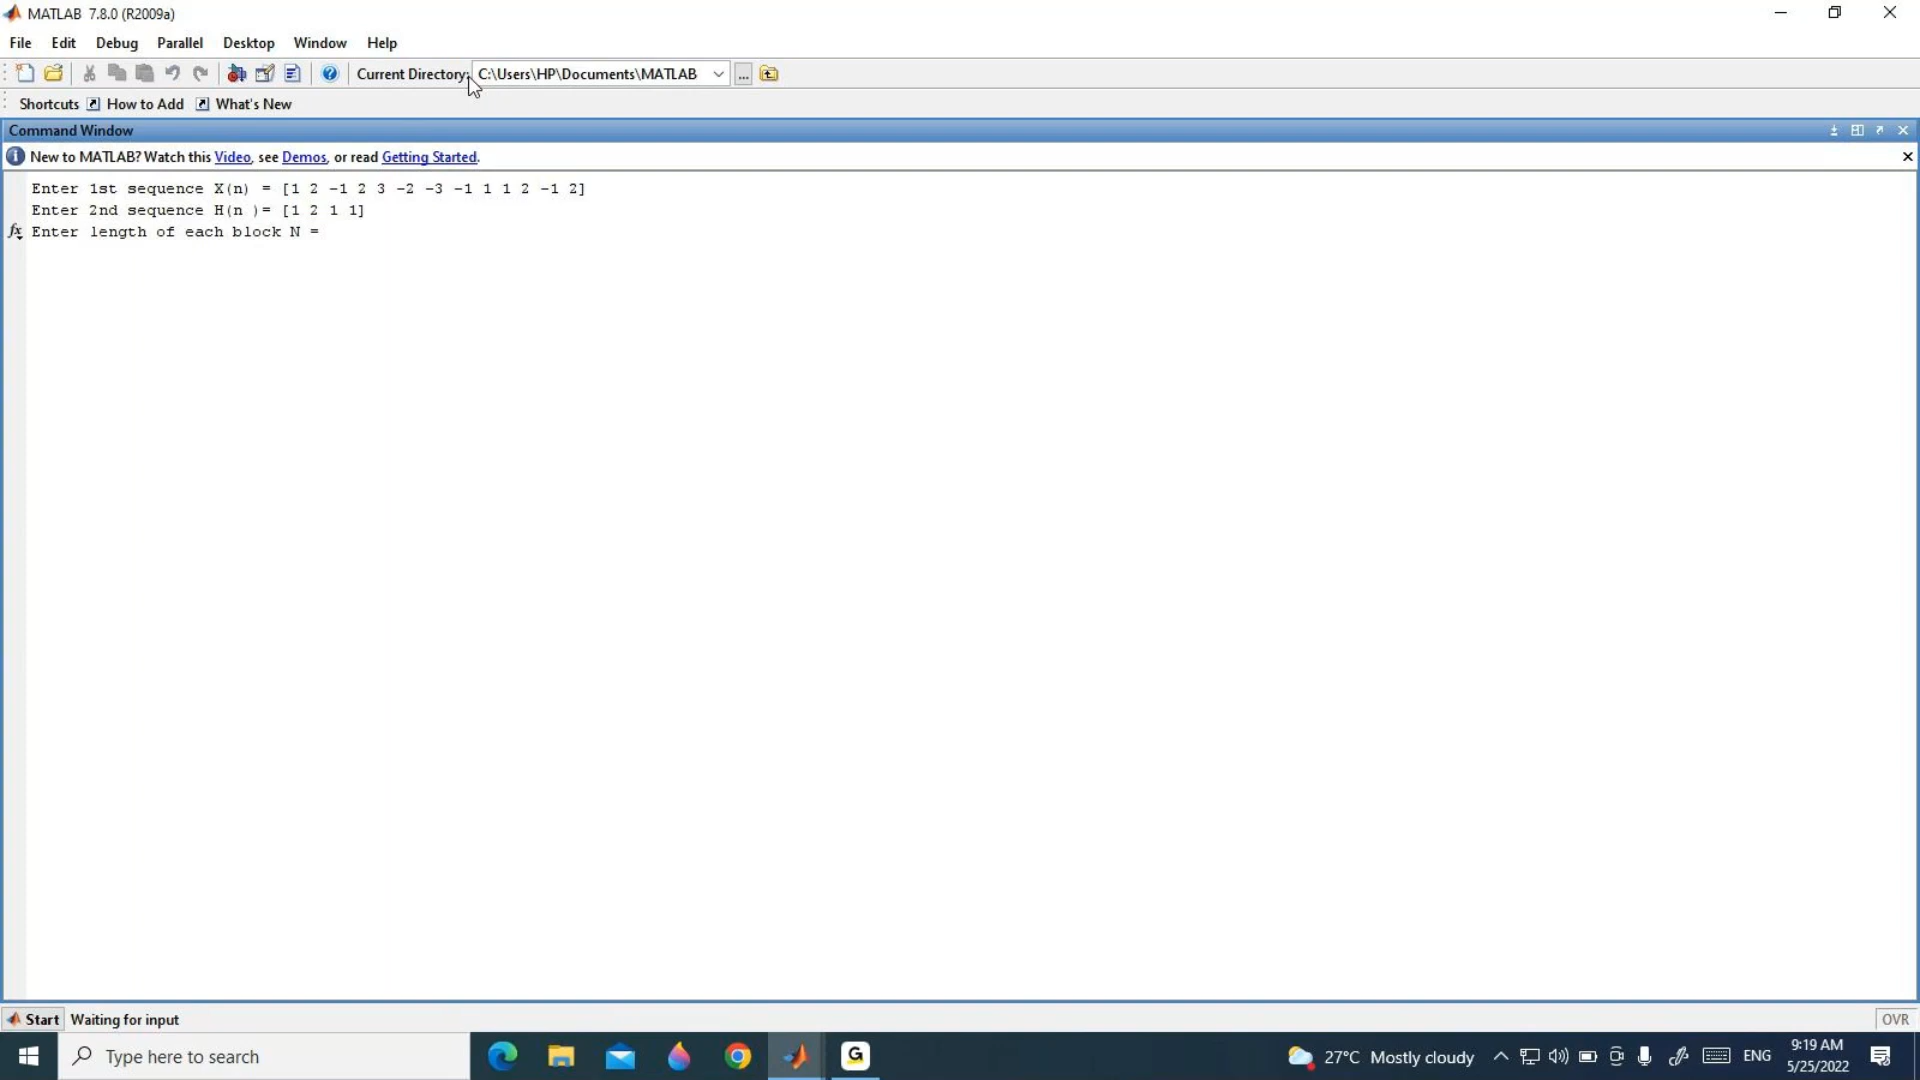 MATLAB 7.8.0 (R2009a)
File Edit Debug Parallel Desktop Window Help
Current Directory: C:\Users\HP\Documents\MATLAB ...
Shortcuts How to Add What's New
Command Window
New to MATLAB? Watch this Video, see Demos, or read Getting Started.
Enter 1st sequence X(n) = [1 2 -1 2 3 -2 -3 -1 1 1 2 -1 2]
Enter 2nd sequence H(n )= [1 2 1 1]
fx Enter length of each block N =
Start Waiting for input OVR
Type here to search G 27°C Mostly cloudy ENG 9:19 AM
5/25/2022